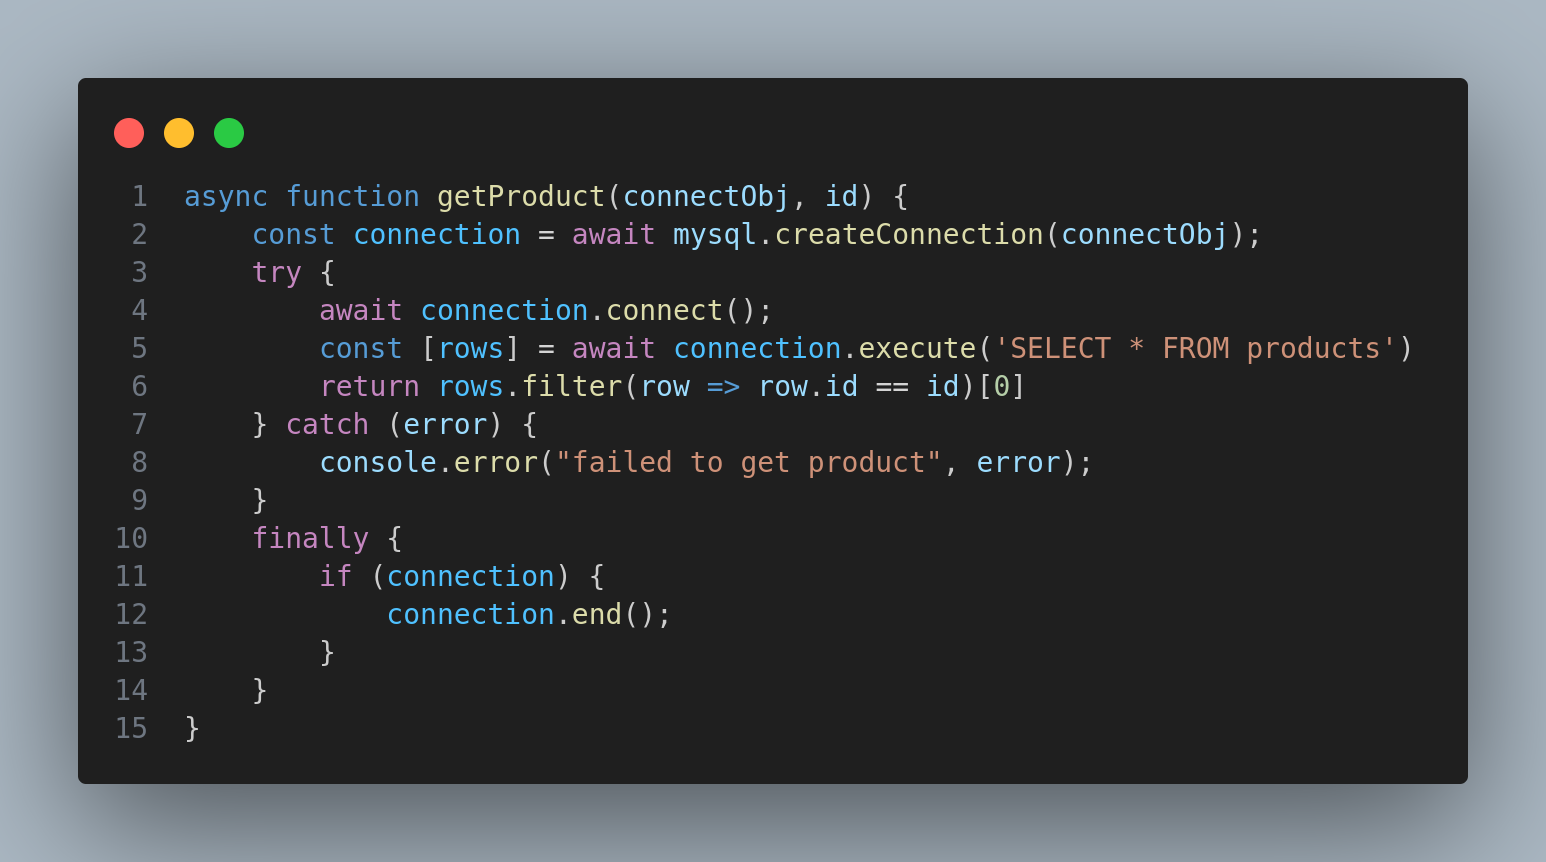 1 async function getProduct(connectObj, id) {
2     const connection = await mysql.createConnection(connectObj);
3     try {
4         await connection.connect();
5         const [rows] = await connection.execute('SELECT * FROM products')
6         return rows.filter(row => row.id == id)[0]
7     } catch (error) {
8         console.error("failed to get product", error);
9     }
10     finally {
11         if (connection) {
12             connection.end();
13         }
14     }
15 }